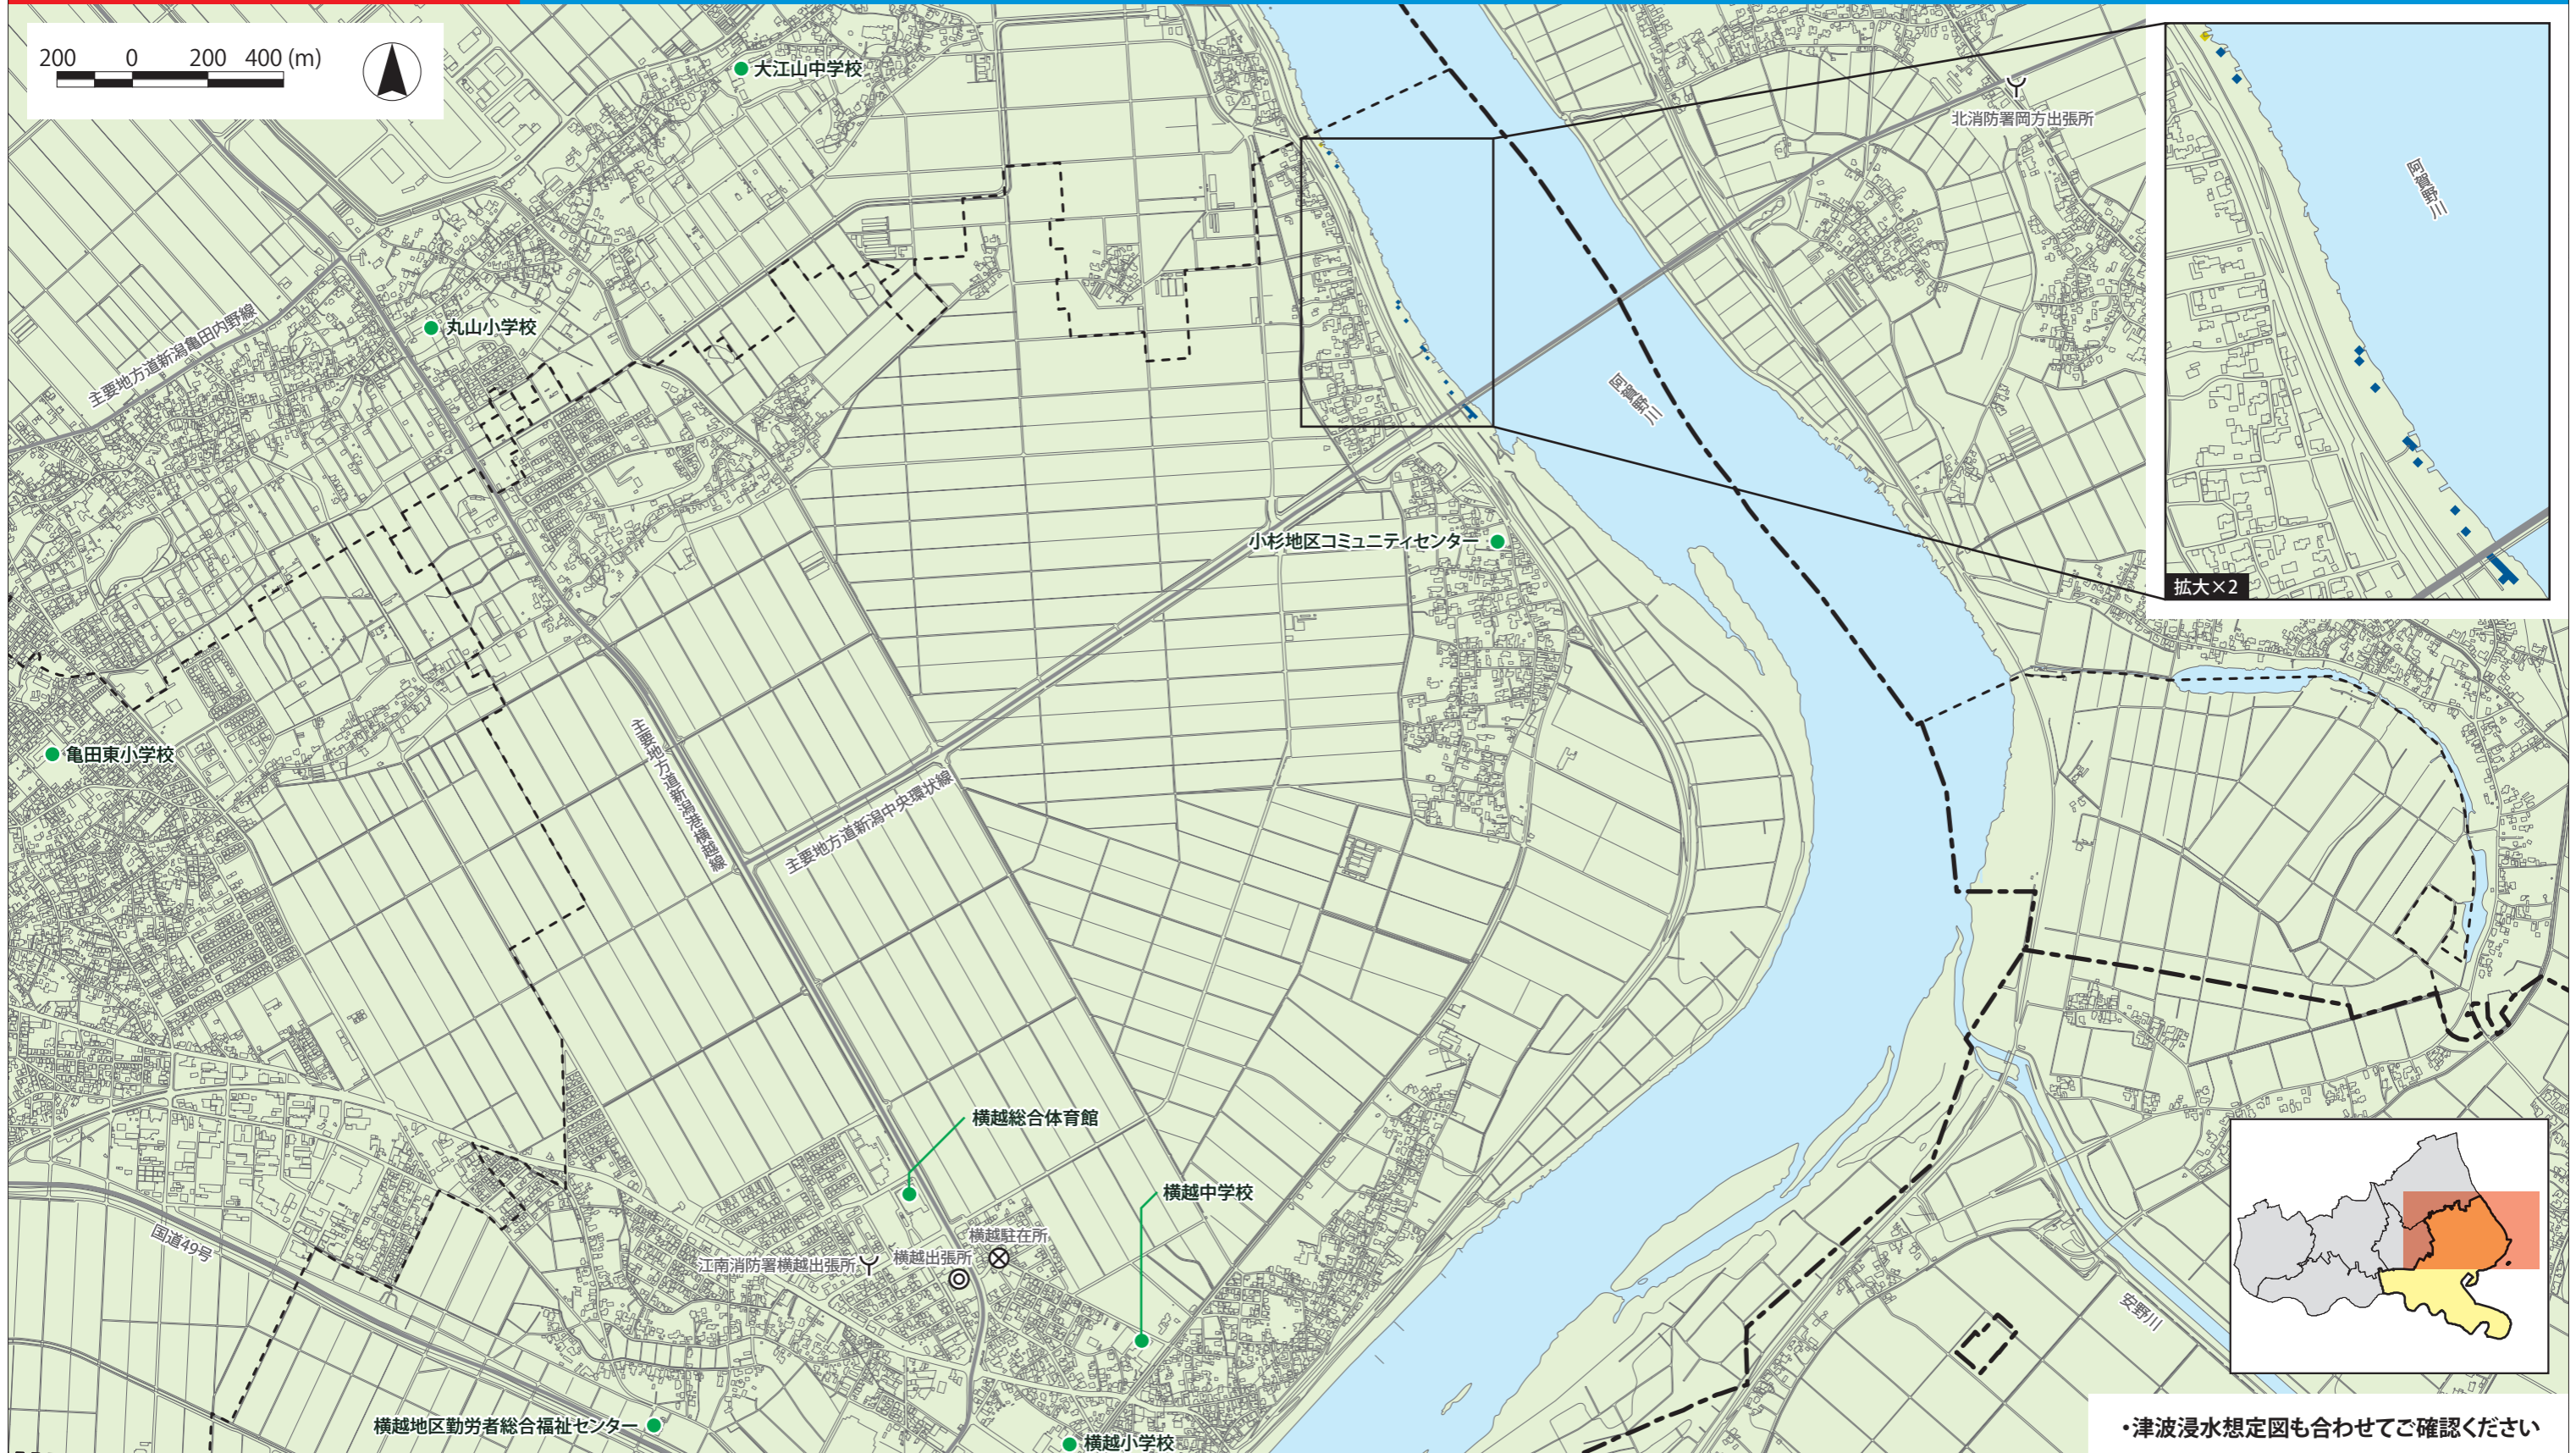 200 0 200 400 (m)
大江山中学校
北消防署岡方出張所
阿賀野川
丸山小学校
主要地方道新潟亀田内野線
阿賀野川
小杉地区コミュニティセンター
拡大×2
亀田東小学校
主要地方道新潟港横越線
主要地方道新潟中央環状線
横越総合体育館
横越中学校
国道49号
横越駐在所
江南消防署横越出張所
横越出張所
安野川
横越地区勤労者総合福祉センター
横越小学校
・津波浸水想定図も合わせてご確認ください